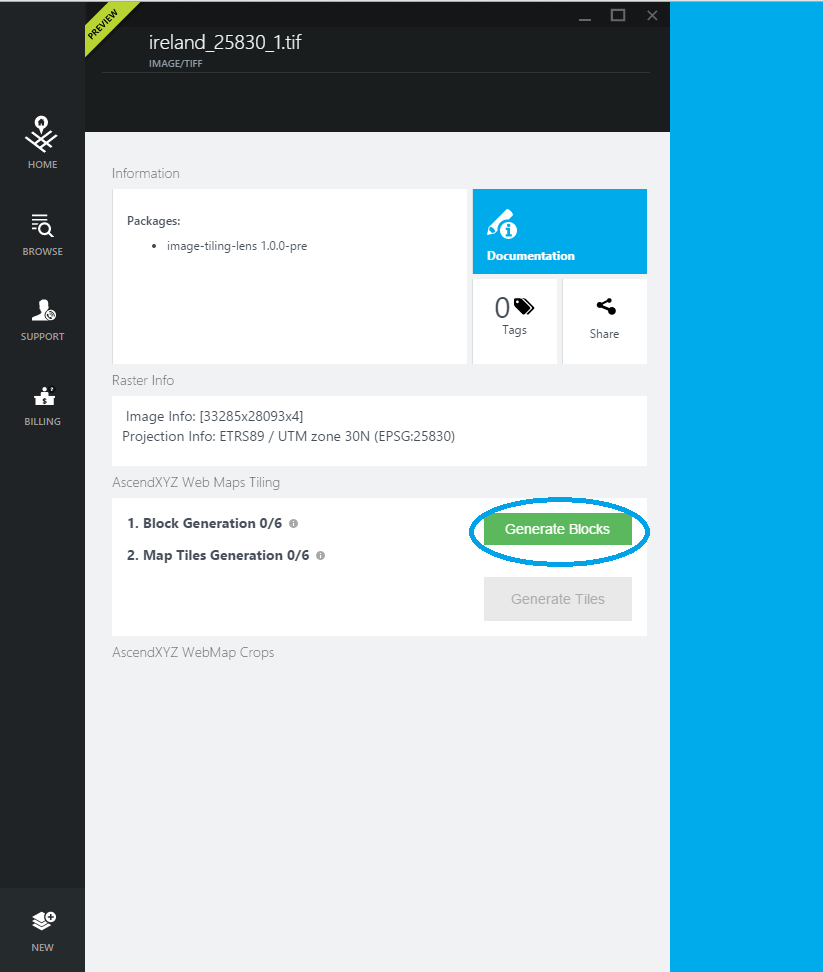 PREVIEW
ireland_25830_1.tif
IMAGE/TIFF
HOME
BROWSE
SUPPORT
BILLING
NEW
Information
Packages:
• image-tiling-lens 1.0.0-pre
Documentation
0
Tags
Share
Raster Info
Image Info: [33285x28093x4]
Projection Info: ETRS89 / UTM zone 30N (EPSG:25830)
AscendXYZ Web Maps Tiling
1. Block Generation 0/6
Generate Blocks
2. Map Tiles Generation 0/6
Generate Tiles
AscendXYZ WebMap Crops